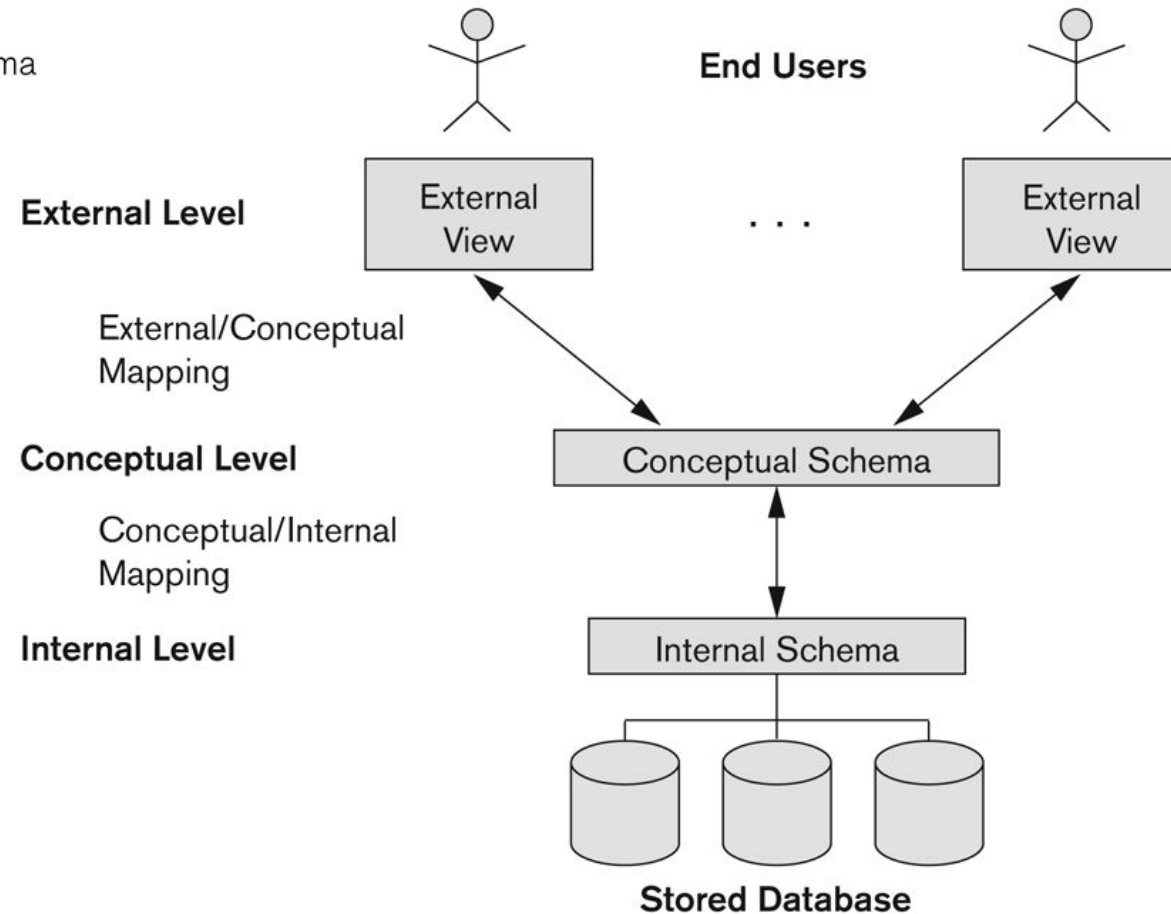 ma
End Users
External
View
. . .
External
View
External Level
External/Conceptual
Mapping
Conceptual Level
Conceptual Schema
Conceptual/Internal
Mapping
Internal Level
Internal Schema
Stored Database